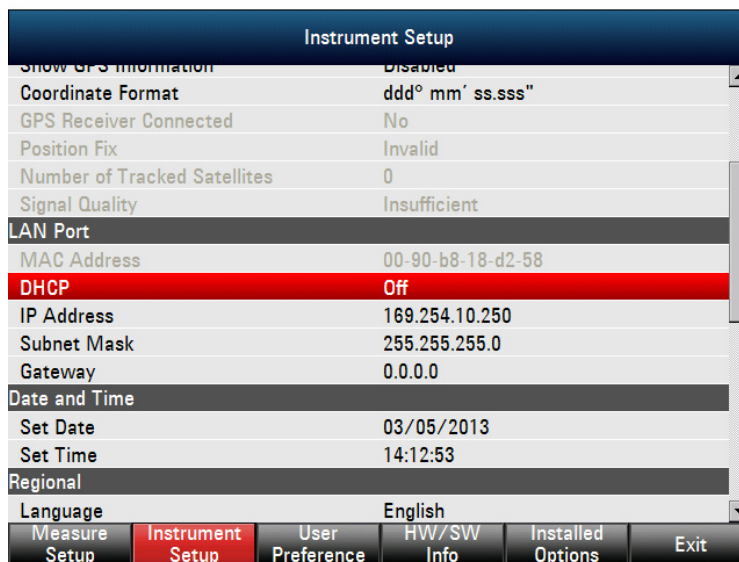 Instrument Setup
Show GPS Information Disabled
Coordinate Format ddd° mm′ ss.sss"
GPS Receiver Connected No
Position Fix Invalid
Number of Tracked Satellites 0
Signal Quality Insufficient
LAN Port
MAC Address 00-90-b8-18-d2-58
DHCP Off
IP Address 169.254.10.250
Subnet Mask 255.255.255.0
Gateway 0.0.0.0
Date and Time
Set Date 03/05/2013
Set Time 14:12:53
Regional
Language English
Measure Setup
Instrument Setup
User Preference
HW/SW Info
Installed Options
Exit